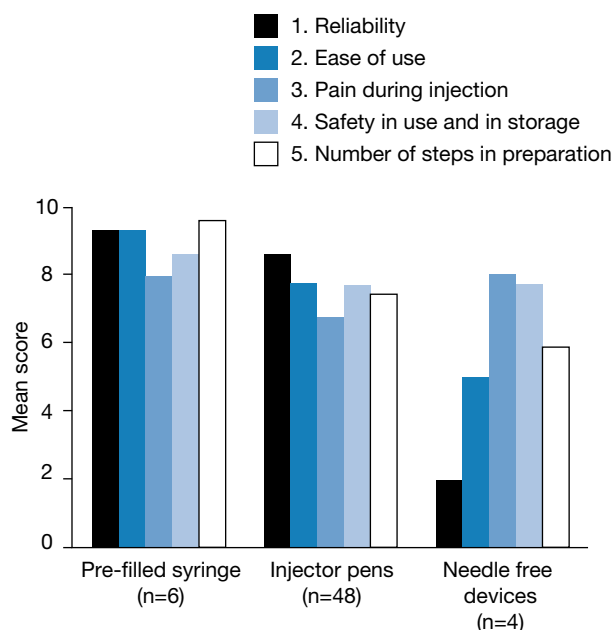 1. Reliability
2. Ease of use
3. Pain during injection
4. Safety in use and in storage
5. Number of steps in preparation
Mean score
10
8
6
4
2
0
Pre-filled syringe
(n=6)
Injector pens
(n=48)
Needle free
devices
(n=4)